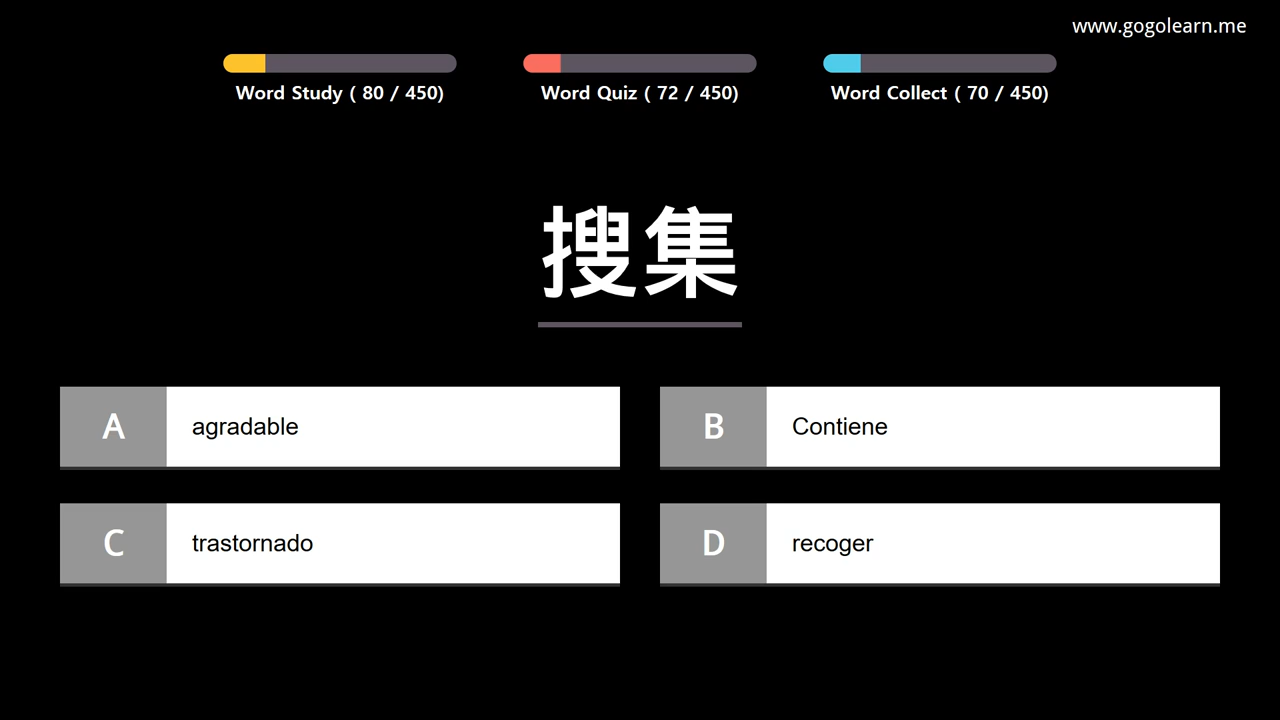 www.gogolearn.me
Word Study ( 80 / 450)
Word Quiz ( 72 / 450)
Word Collect ( 70 / 450)
搜集
A agradable
B Contiene
C trastornado
D recoger